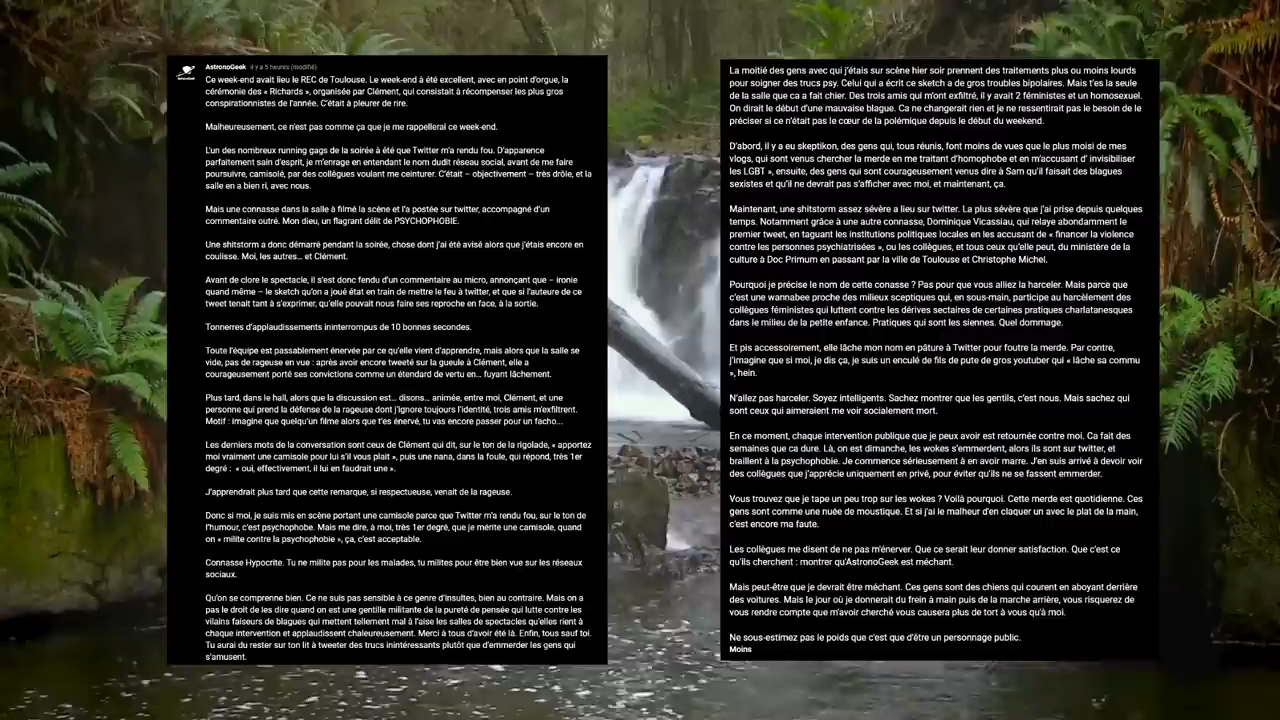 AstronoGeek il y a 5 heures (modifié)
Ce week-end avait lieu le REC de Toulouse. Le week-end à été excellent, avec en point d'orgue, la
cérémonie des « Richards », organisée par Clément, qui consistait à récompenser les plus gros
conspirationnistes de l'année. C'était à pleurer de rire.
Malheureusement, ce n'est pas comme ça que je me rappellerai ce week-end.
L'un des nombreux running gags de la soirée à été que Twitter m'a rendu fou. D'apparence
parfaitement sain d'esprit, je m'enrage en entendant le nom dudit réseau social, avant de me faire
poursuivre, camisolé, par des collègues voulant me ceinturer. C'était – objectivement – très drôle, et la
salle en a bien ri, avec nous.
Mais une connasse dans la salle à filmé la scène et l'a postée sur twitter, accompagné d'un
commentaire outré. Mon dieu, un flagrant délit de PSYCHOPHOBIE.
Une shitstorm a donc démarré pendant la soirée, chose dont j'ai été avisé alors que j'étais encore en
coulisse. Moi, les autres… et Clément.
Avant de clore le spectacle, il s'est donc fendu d'un commentaire au micro, annonçant que – ironie
quand même – le sketch qu'on a joué était en train de mettre le feu à twitter, et que si l'auteure de ce
tweet tenait tant à s'exprimer, qu'elle pouvait nous faire ses reproche en face, à la sortie.
Tonnerres d'applaudissements ininterrompus de 10 bonnes secondes.
Toute l'équipe est passablement énervée par ce qu'elle vient d'apprendre, mais alors que la salle se
vide, pas de rageuse en vue : après avoir encore tweeté sur la gueule à Clément, elle a
courageusement porté ses convictions comme un étendard de vertu en… fuyant lâchement.
Plus tard, dans le hall, alors que la discussion est… disons… animée, entre moi, Clément, et une
personne qui prend la défense de la rageuse dont j'ignore toujours l'identité, trois amis m'exfiltrent.
Motif : imagine que quelqu'un filme alors que t'es énervé, tu vas encore passer pour un facho…
Les derniers mots de la conversation sont ceux de Clément qui dit, sur le ton de la rigolade, « apportez
moi vraiment une camisole pour lui s'il vous plait », puis une nana, dans la foule, qui répond, très 1er
degré : « oui, effectivement, il lui en faudrait une ».
J'apprendrait plus tard que cette remarque, si respectueuse, venait de la rageuse.
Donc si moi, je suis mis en scène portant une camisole parce que Twitter m'a rendu fou, sur le ton de
l'humour, c'est psychophobe. Mais me dire, à moi, très 1er degré, que je mérite une camisole, quand
on « milite contre la psychophobie », ça, c'est acceptable.
Connasse Hypocrite. Tu ne milite pas pour les malades, tu milites pour être bien vue sur les réseaux
sociaux.
Qu'on se comprenne bien. Ce ne suis pas sensible à ce genre d'insultes, bien au contraire. Mais on a
pas le droit de les dire quand on est une gentille militante de la pureté de pensée qui lutte contre les
vilains faiseurs de blagues qui mettent tellement mal à l'aise les salles de spectacles qu'elles rient à
chaque intervention et applaudissent chaleureusement. Merci à tous d'avoir été là. Enfin, tous sauf toi.
Tu aurai du rester sur ton lit à tweeter des trucs inintéressants plutôt que d'emmerder les gens qui
s'amusent.
La moitié des gens avec qui j'étais sur scène hier soir prennent des traitements plus ou moins lourds
pour soigner des trucs psy. Celui qui a écrit ce sketch a de gros troubles bipolaires. Mais t'es la seule
de la salle que ca a fait chier. Des trois amis qui m'ont exfiltré, il y avait 2 féministes et un homosexuel.
On dirait le début d'une mauvaise blague. Ca ne changerait rien et je ne ressentirait pas le besoin de le
préciser si ce n'était pas le cœur de la polémique depuis le début du weekend.
D'abord, il y a eu skeptikon, des gens qui, tous réunis, font moins de vues que le plus moisi de mes
vlogs, qui sont venus chercher la merde en me traitant d'homophobe et en m'accusant d' invisibiliser
les LGBT », ensuite, des gens qui sont courageusement venus dire à Sam qu'il faisait des blagues
sexistes et qu'il ne devrait pas s'afficher avec moi, et maintenant, ça.
Maintenant, une shitstorm assez sévère a lieu sur twitter. La plus sévère que j'ai prise depuis quelques
temps. Notamment grâce à une autre connasse, Dominique Vicassiau, qui relaye abondamment le
premier tweet, en taguant les institutions politiques locales en les accusant de « financer la violence
contre les personnes psychiatrisées », ou les collègues, et tous ceux qu'elle peut, du ministère de la
culture à Doc Primum en passant par la ville de Toulouse et Christophe Michel.
Pourquoi je précise le nom de cette conasse ? Pas pour que vous alliez la harceler. Mais parce que
c'est une wannabee proche des milieux sceptiques qui, en sous-main, participe au harcèlement des
collègues féministes qui luttent contre les dérives sectaires de certaines pratiques charlatanesques
dans le milieu de la petite enfance. Pratiques qui sont les siennes. Quel dommage.
Et pis accessoirement, elle lâche mon nom en pâture à Twitter pour foutre la merde. Par contre,
j'imagine que si moi, je dis ça, je suis un enculé de fils de pute de gros youtuber qui « lâche sa commu
», hein.
N'allez pas harceler. Soyez intelligents. Sachez montrer que les gentils, c'est nous. Mais sachez qui
sont ceux qui aimeraient me voir socialement mort.
En ce moment, chaque intervention publique que je peux avoir est retournée contre moi. Ca fait des
semaines que ca dure. Là, on est dimanche, les wokes s'emmerdent, alors ils sont sur twitter, et
braillent à la psychophobie. Je commence sérieusement à en avoir marre. J'en suis arrivé à devoir voir
des collègues que j'apprécie uniquement en privé, pour éviter qu'ils ne se fassent emmerder.
Vous trouvez que je tape un peu trop sur les wokes ? Voilà pourquoi. Cette merde est quotidienne. Ces
gens sont comme une nuée de moustique. Et si j'ai le malheur d'en claquer un avec le plat de la main,
c'est encore ma faute.
Les collègues me disent de ne pas m'énerver. Que ce serait leur donner satisfaction. Que c'est ce
qu'ils cherchent : montrer qu'AstronoGeek est méchant.
Mais peut-être que je devrait être méchant. Ces gens sont des chiens qui courent en aboyant derrière
des voitures. Mais le jour où je donnerait du frein à main puis de la marche arrière, vous risquerez de
vous rendre compte que m'avoir cherché vous causera plus de tort à vous qu'à moi.
Ne sous-estimez pas le poids que c'est que d'être un personnage public.
Moins